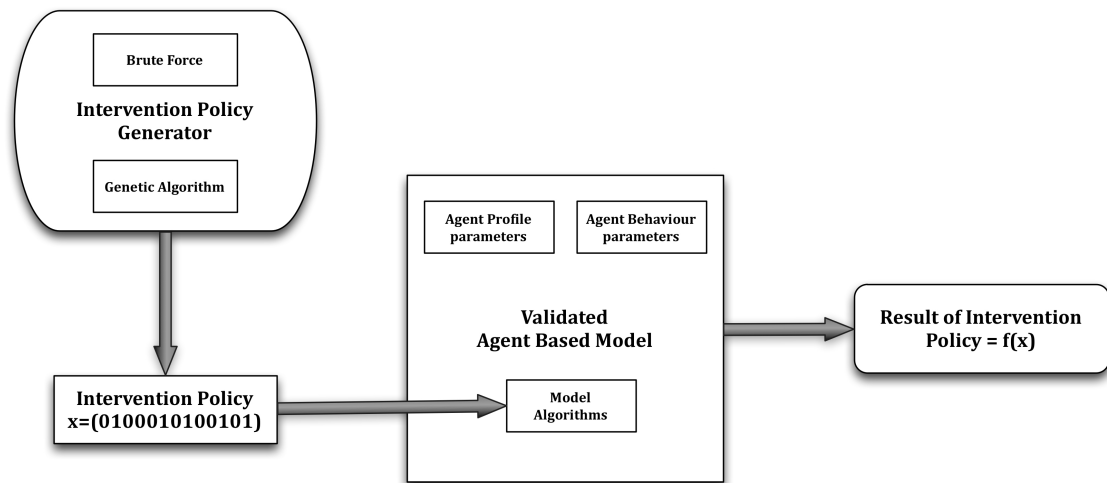 Brute Force
Intervention Policy
Generator
Genetic Algorithm
Intervention Policy
x=(0100010100101)
Agent Profile
parameters
Agent Behaviour
parameters
Validated
Agent Based Model
Model
Algorithms
Result of Intervention
Policy = f(x)